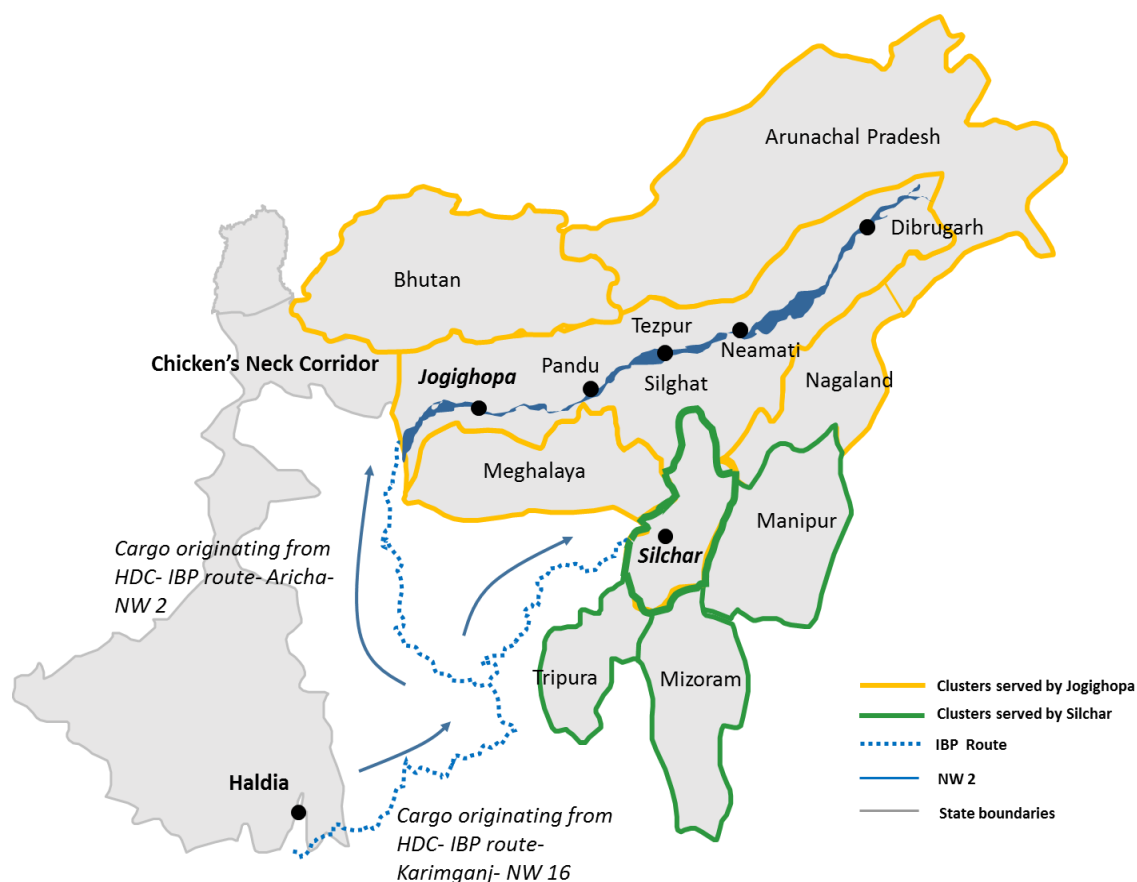 Arunachal Pradesh
Dibrugarh
Bhutan
Tezpur
Neamati
Chicken's Neck Corridor
Pandu
Jogighopa
Silghat
Nagaland
Meghalaya
Manipur
Cargo originating from
HDC- IBP route- Aricha-
NW 2
Silchar
Tripura
Mizoram
Clusters served by Jogighopa
Clusters served by Silchar
IBP Route
NW 2
State boundaries
Haldia
Cargo originating from
HDC- IBP route-
Karimganj- NW 16